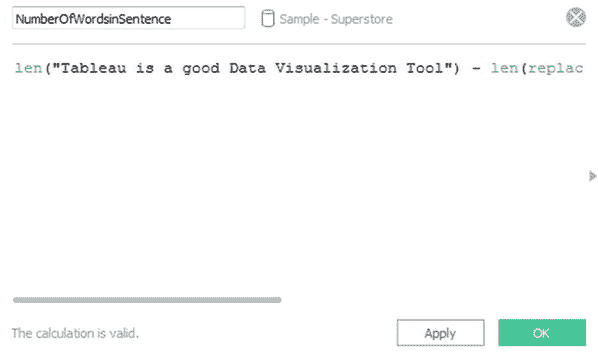 NumberOfWordsinSentence Sample - Superstore
len("Tableau is a good Data Visualization Tool") - len(replac
The calculation is valid. Apply OK